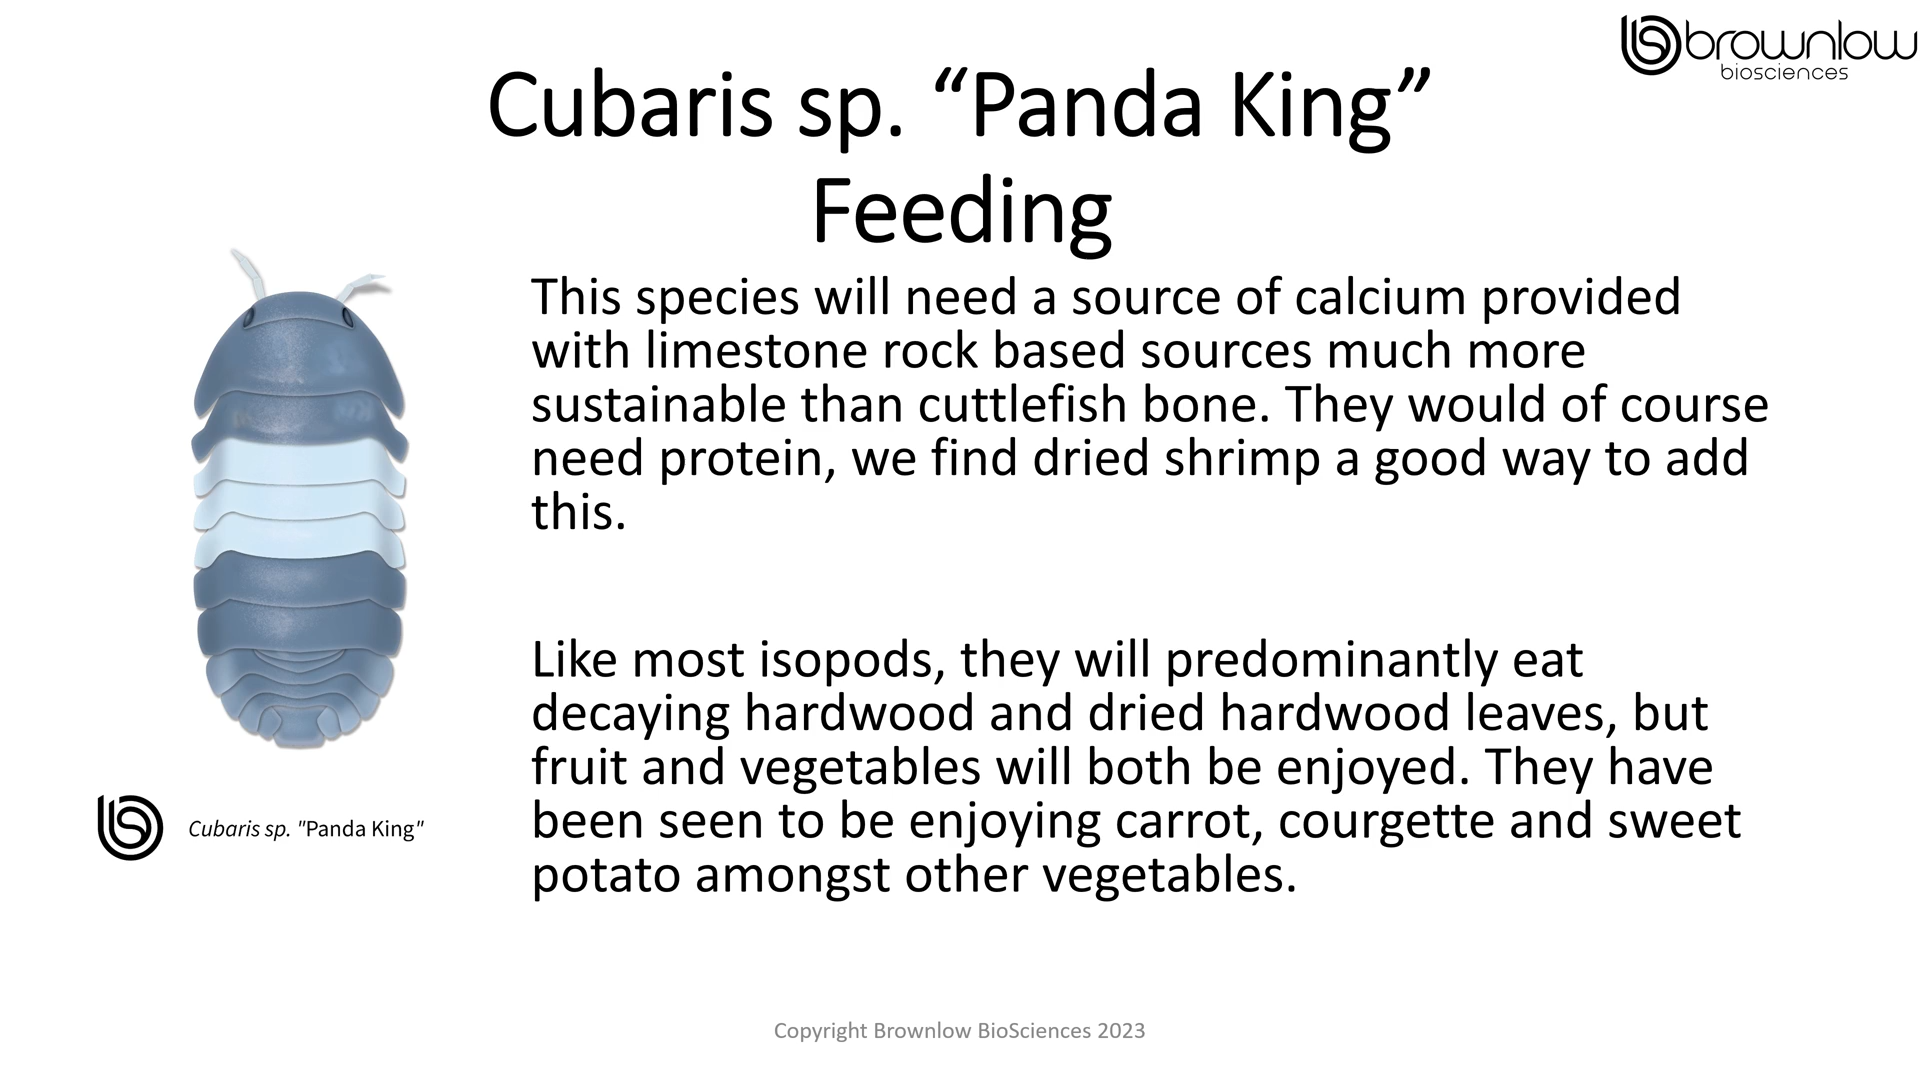 brownlow
biosciences
Cubaris sp. “Panda King”
Feeding
This species will need a source of calcium provided
with limestone rock based sources much more
sustainable than cuttlefish bone. They would of course
need protein, we find dried shrimp a good way to add
this.
Like most isopods, they will predominantly eat
decaying hardwood and dried hardwood leaves, but
fruit and vegetables will both be enjoyed. They have
been seen to be enjoying carrot, courgette and sweet
potato amongst other vegetables.
Cubaris sp. "Panda King"
Copyright Brownlow BioSciences 2023